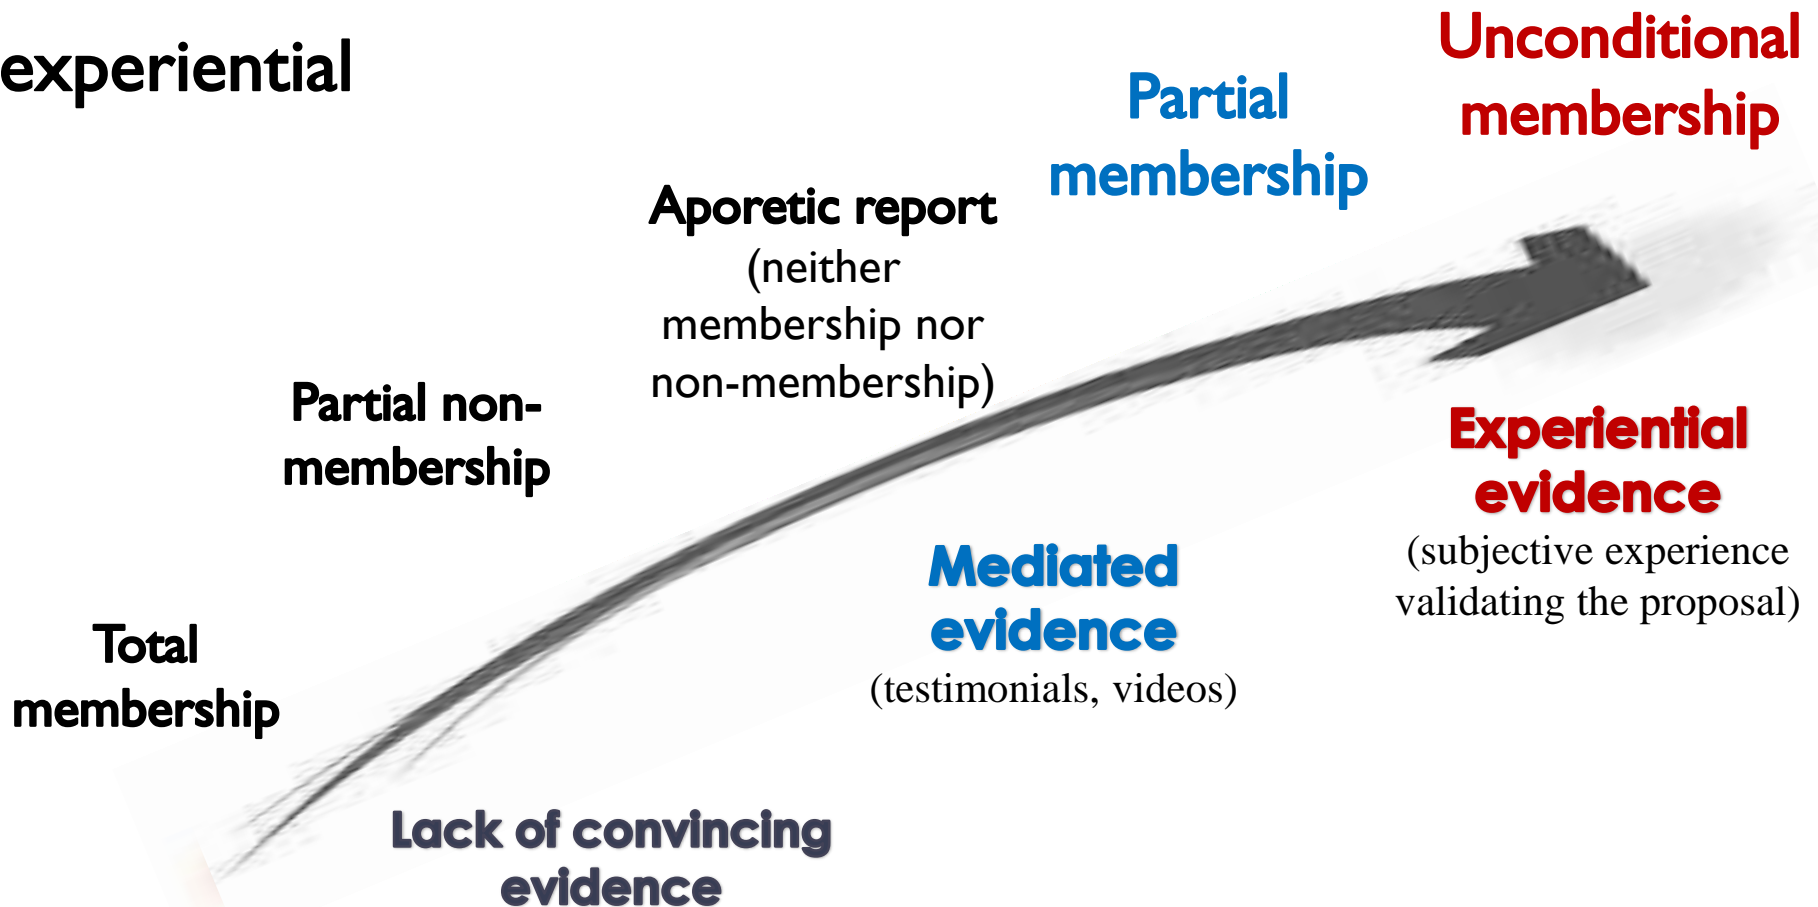 experiential
Unconditional
membership
Partial
membership
Aporetic report
(neither
membership nor
non-membership)
Partial non-
membership
Experiential
evidence
(subjective experience
validating the proposal)
Mediated
evidence
(testimonials, videos)
Total
membership
Lack of convincing
evidence